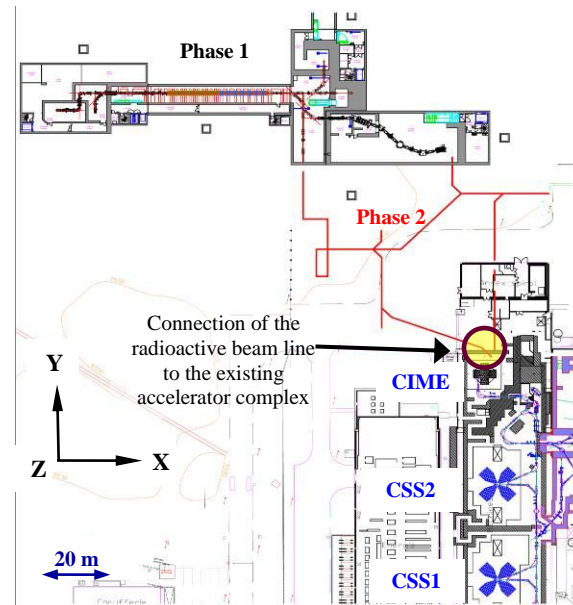 Phase 1
Phase 2
Connection of the
radioactive beam line
to the existing
accelerator complex
CIME
Y
Z
X
CSS2
20 m
CSS1